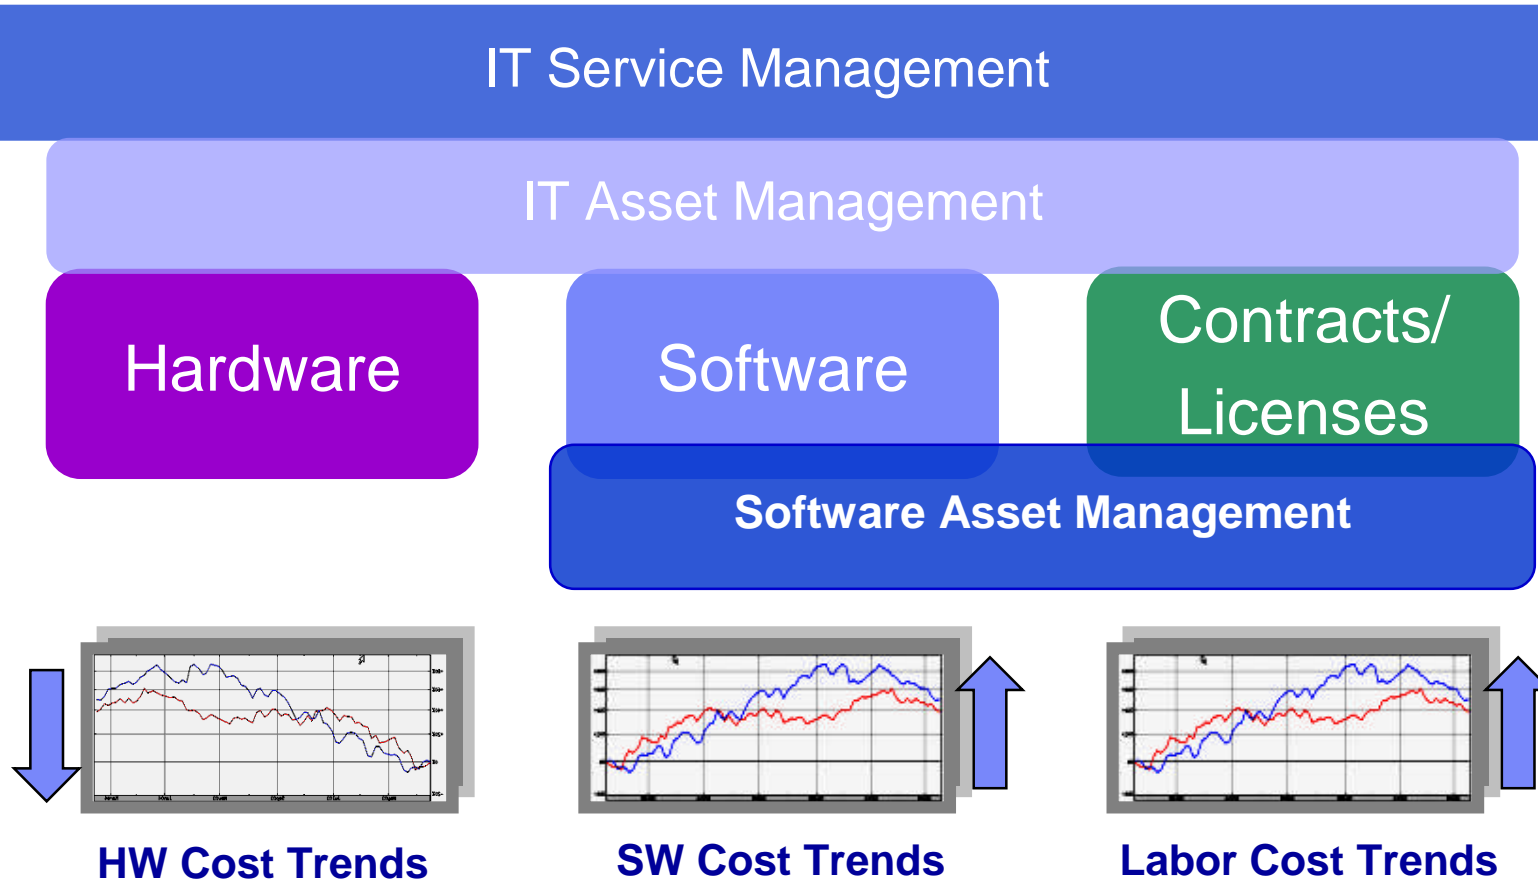 IT Service Management
IT Asset Management
Hardware
Software
Contracts/
Licenses
Software Asset Management
HW Cost Trends
SW Cost Trends
Labor Cost Trends